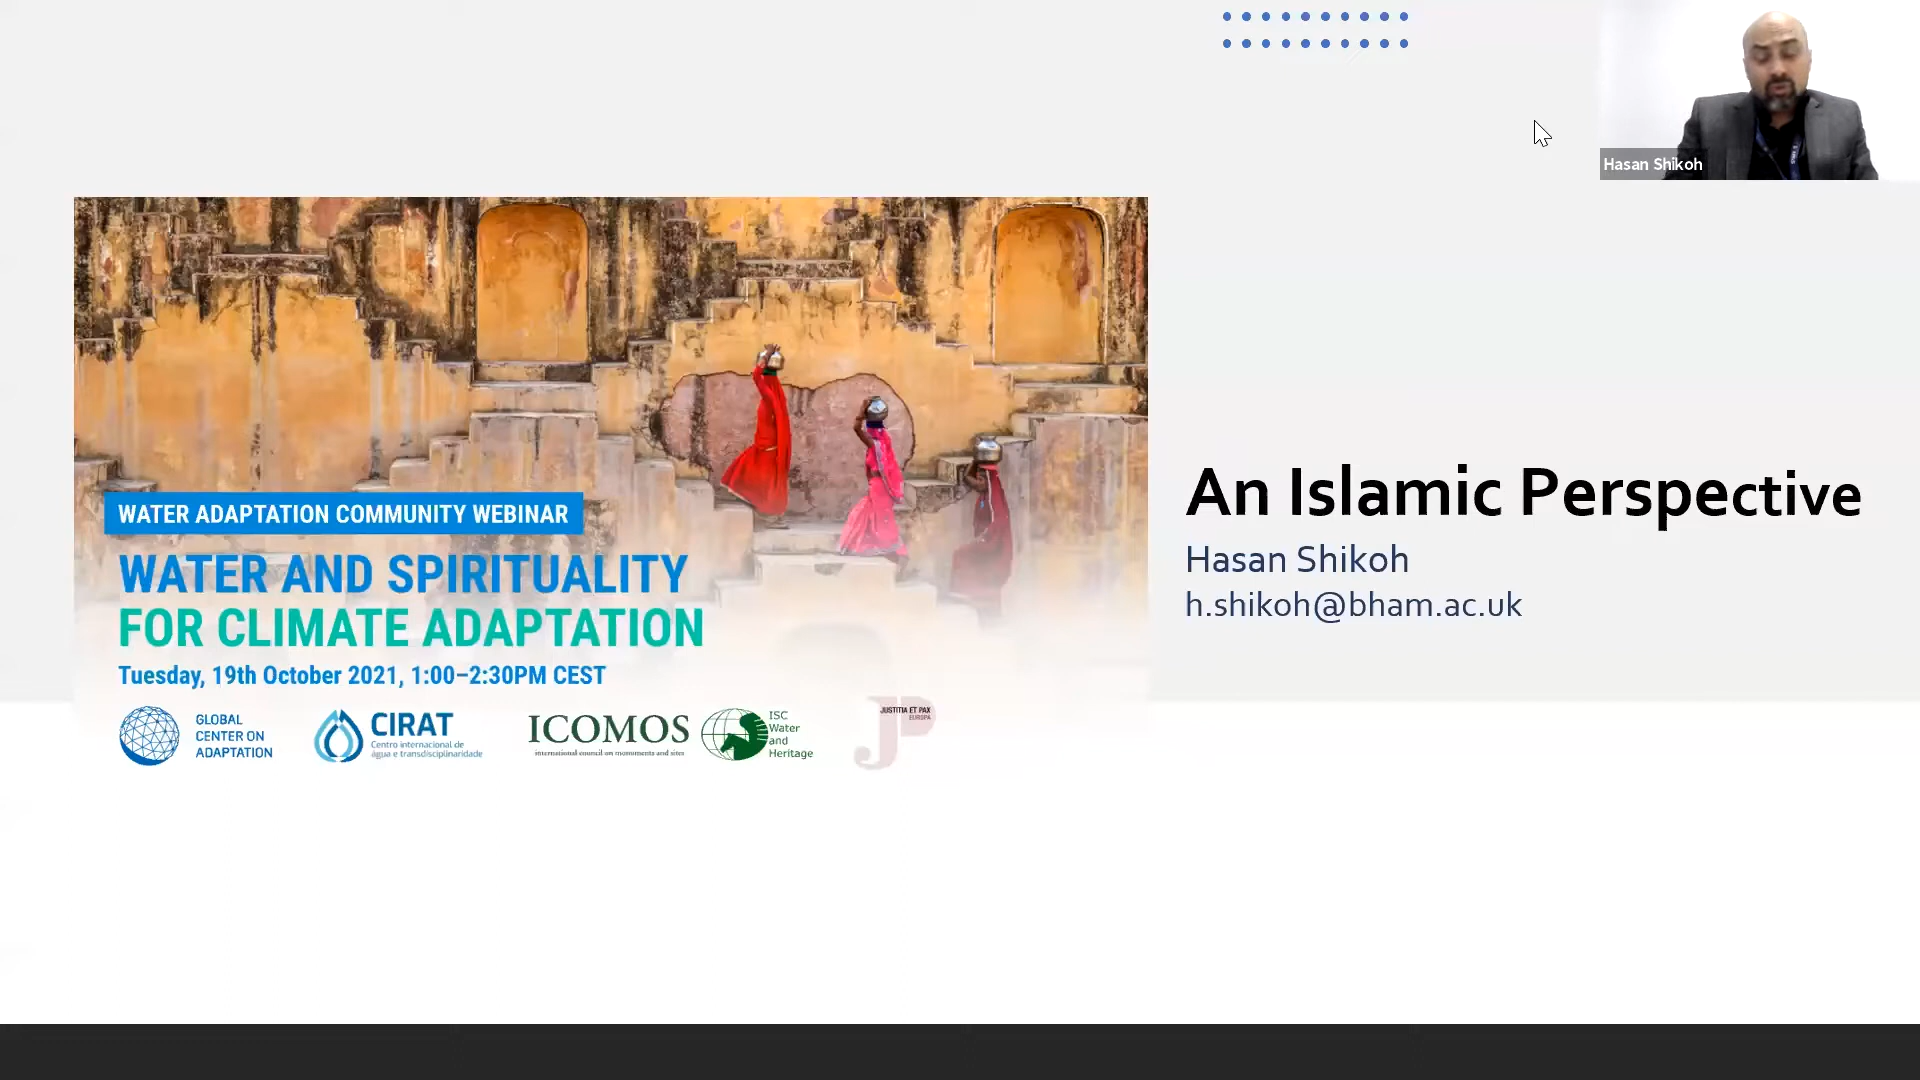 Hasan Shikoh
WATER ADAPTATION COMMUNITY WEBINAR
WATER AND SPIRITUALITY
FOR CLIMATE ADAPTATION
Tuesday, 19th October 2021, 1:00–2:30PM CEST
GLOBAL
CENTER ON
ADAPTATION
CIRAT
Centro internacional de
água e transdisciplinaridade
ICOMOS
international council on monuments and sites
ISC
Water
and
Heritage
JP
JUSTITIA ET PAX
EUROPA
An Islamic Perspective
Hasan Shikoh
h.shikoh@bham.ac.uk